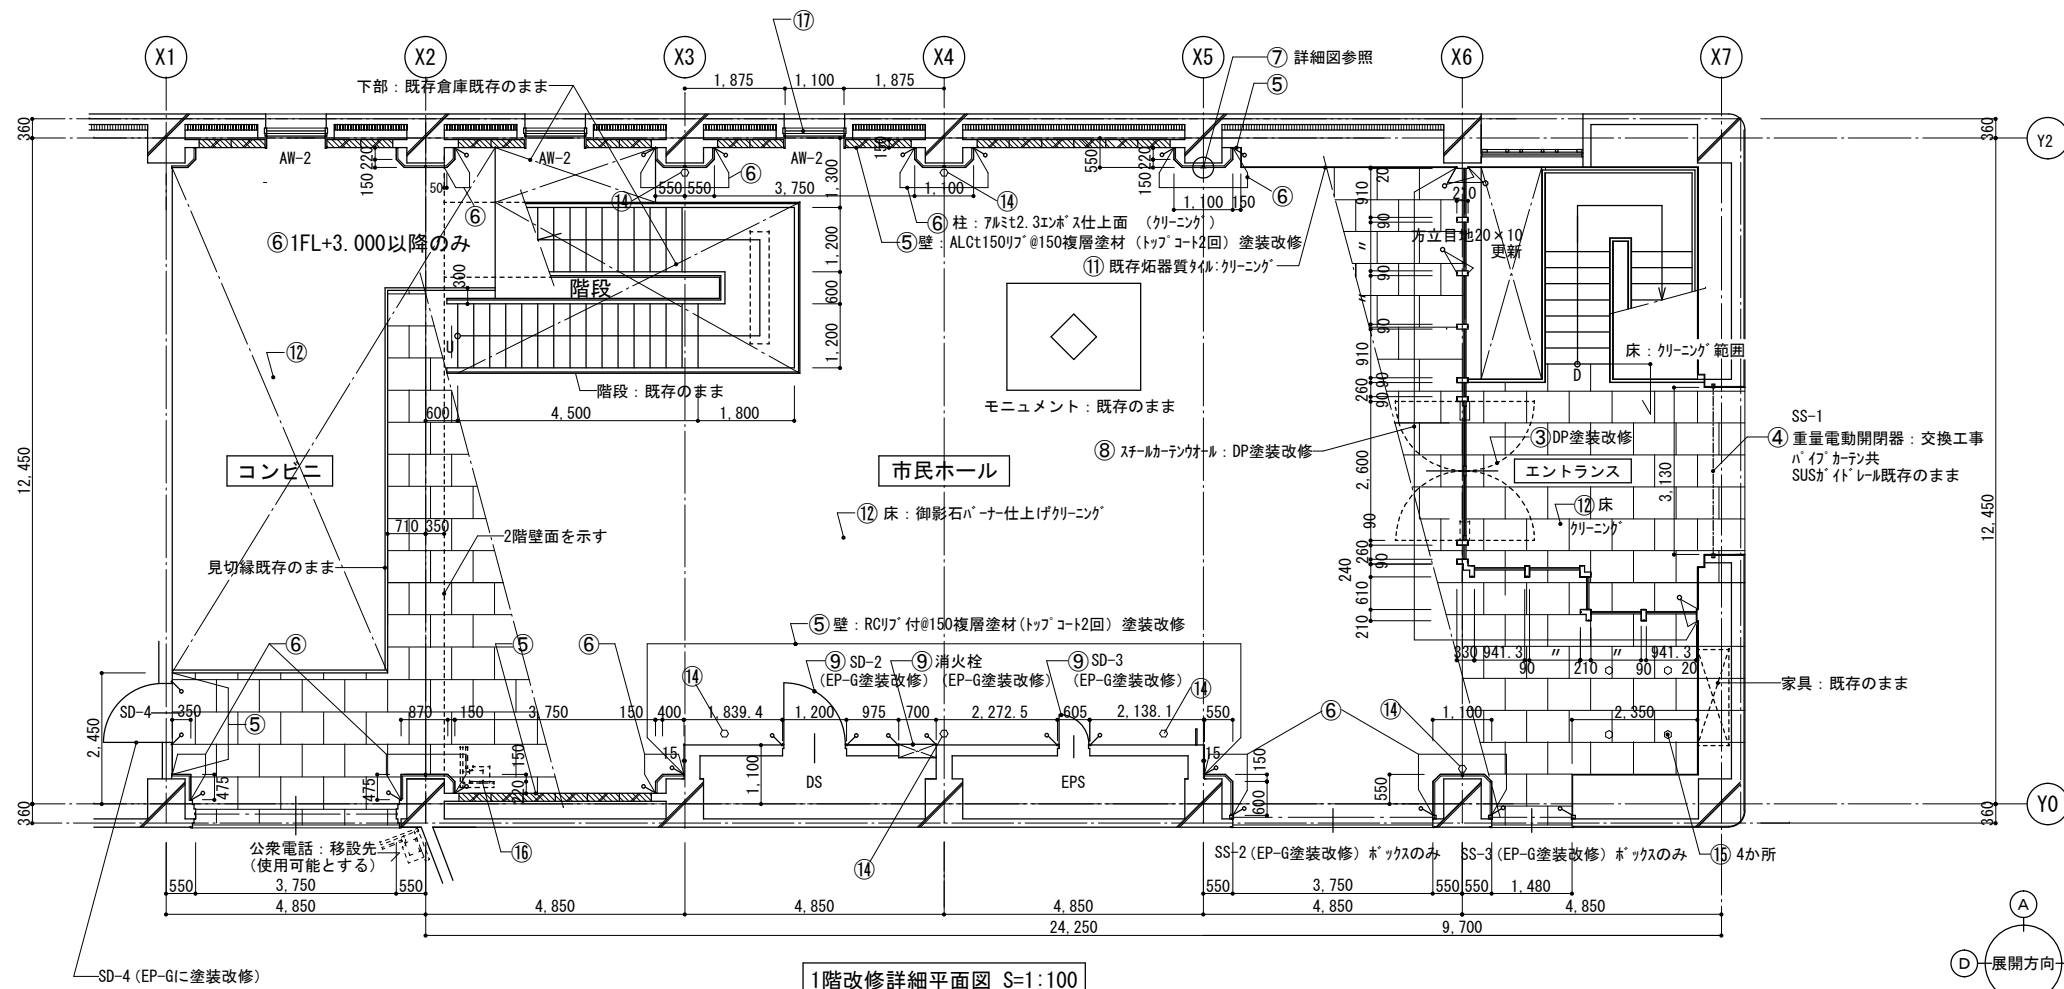 ⑰
X1
X2
X3
X4
X5
X6
X7
⑦ 詳細図参照
⑤
下部：既存倉庫既存のまま
1,875
1,100
1,875
360
360
Y2
AW-2
AW-2
AW-2
150
220
150
50
⑥
550 550
⑭
3,750
⑥
1,300
150
1,100
⑭
550
220
150
1,100
150
⑥
910
20
210
90
〃
90
〃
90
910
260
90
90
2,600
90
260
90
240
610
210
⑥1FL+3.000以降のみ
⑥ 柱：ｱﾙﾐt2.3ｴﾝﾎﾞｽ仕上面 （ｸﾘｰﾆﾝｸﾞ）
⑤壁：ALCt150ﾘﾌﾞ@150複層塗材（ﾄｯﾌﾟｺｰﾄ2回）塗装改修
⑪ 既存炻器質ﾀｲﾙ:ｸﾘｰﾆﾝｸﾞ
方立目地20×10
更新
300
階段
1,200
600
1,200
U
D
床：ｸﾘｰﾆﾝｸﾞ範囲
⑫
階段：既存のまま
600
4,500
1,800
モニュメント：既存のまま
SS-1
④ 重量電動開閉器：交換工事
ﾊﾟｲﾌﾟｶｰﾃﾝ共
SUSｶﾞｲﾄﾞﾚｰﾙ既存のまま
⑧ ｽﾁｰﾙｶｰﾃﾝｳｵｰﾙ：DP塗装改修
③DP塗装改修
コンビニ
市民ホール
エントランス
3,130
12,450
12,450
⑫ 床：御影石ﾊﾞｰﾅｰ仕上げｸﾘｰﾆﾝｸﾞ
⑫床
ｸﾘｰﾆﾝｸﾞ
710
350
2階壁面を示す
見切縁既存のまま
⑤壁：RCﾘﾌﾞ付@150複層塗材(ﾄｯﾌﾟｺｰﾄ2回）塗装改修
⑥
⑤
⑥
⑨ SD-2
（EP-G塗装改修）
⑨ 消火栓
（EP-G塗装改修）
⑨ SD-3
（EP-G塗装改修）
330
941.3
〃
〃
941.3
90
210
90
20
家具：既存のまま
⑭
⑭
SD-4
350
⑤
870
150
3,750
150
400
1,839.4
1,200
975
700
2,272.5
605
2,138.1
550
⑥
⑭
1,100
2,350
2,450
475
475
150
220
15
1,100
DS
EPS
15
150
600
550
360
360
Y0
公衆電話：移設先
（使用可能とする）
⑯
⑭
SS-2（EP-G塗装改修）ﾎﾞｯｸｽのみ
SS-3（EP-G塗装改修）ﾎﾞｯｸｽのみ
⑮ 4か所
550
3,750
550
550
3,750
550
550
1,480
4,850
4,850
4,850
4,850
4,850
4,850
24,250
9,700
SD-4（EP-Gに塗装改修）
1階改修詳細平面図 S=1:100
A
D
展開方向